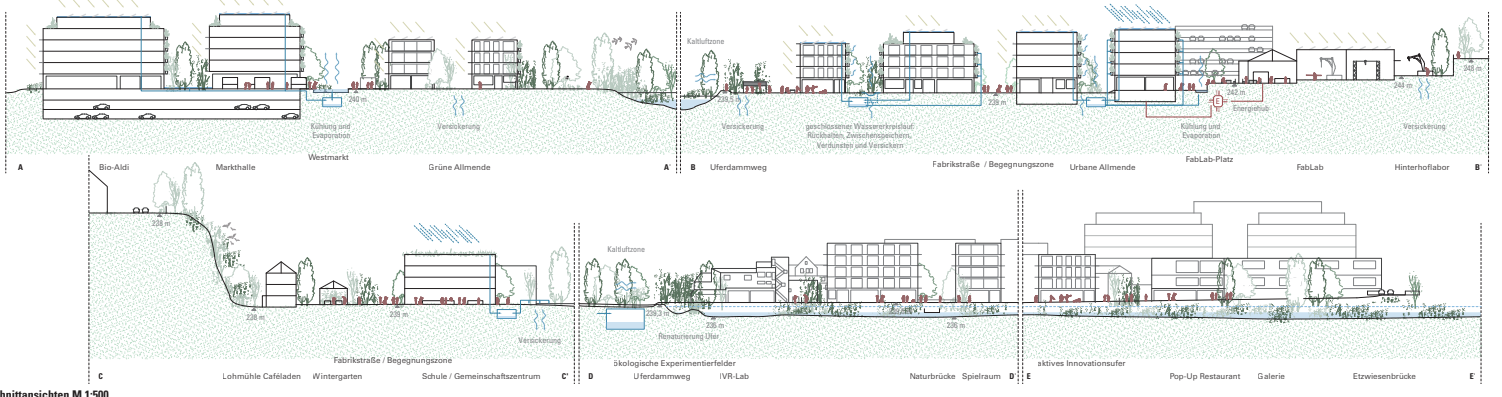 Kühlung und
Evaporation
240 m
Versickerung
Westmarkt
A
Bio-Aldi
Markthalle
Grüne Allmende
A'
Kaltluftzone
239,5 m
Versickerung
geschlossener Wasserkreislauf:
Rückhalten, Zwischenspeichern,
Verdunsten und Versickern
239 m
Kühlung und
Evaporation
242 m
Energiehub
E
244 m
Versickerung
245 m
B
Uferdammweg
Fabrikstraße / Begegnungszone
Urbane Allmende
FabLab-Platz
FabLab
Hinterhoflabor
B'
238 m
238 m
239 m
Versickerung
Fabrikstraße / Begegnungszone
C
Lohmühle Caféladen
Wintergarten
Schule / Gemeinschaftszentrum
C'
Kaltluftzone
239,3 m
236 m
Renaturierung Ufer
236 m
ökologische Experimentierfelder
D
Uferdammweg
IVR-Lab
Naturbrücke
Spielraum
D'
aktives Innovationsufer
E
Pop-Up Restaurant
Galerie
Etzwiesenbrücke
E'
hnittansichten M 1:500